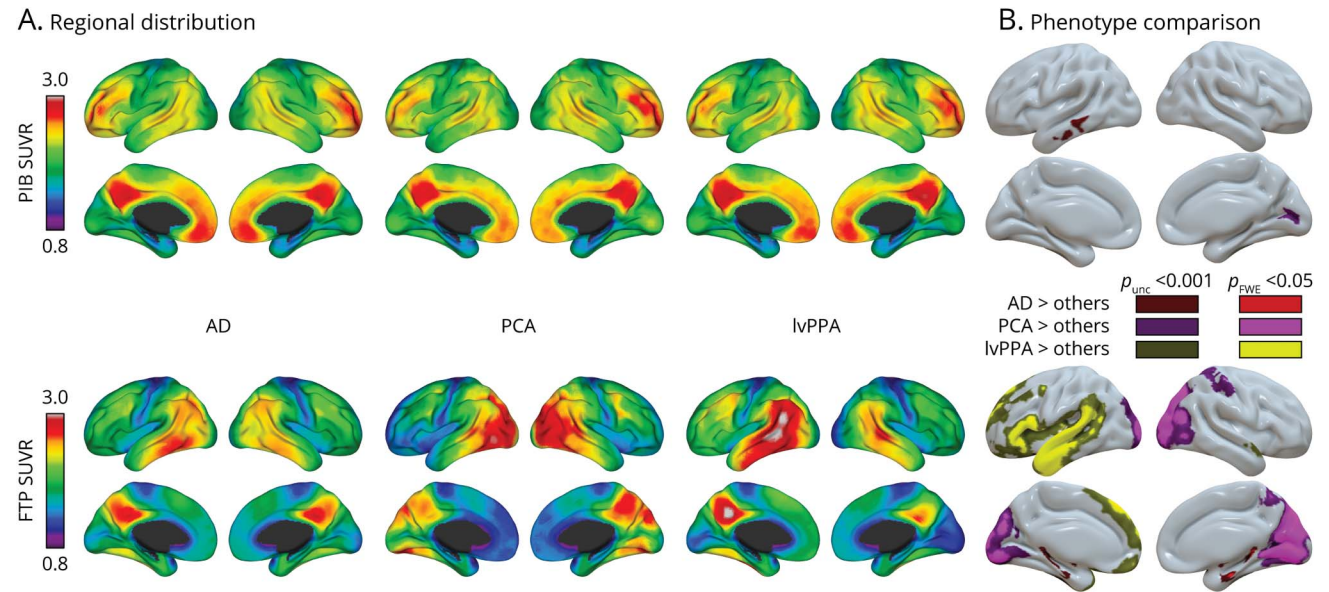 A. Regional distribution
B. Phenotype comparison
3.0
PIB SUVR
0.8
p_unc <0.001 p_FWE <0.05
AD > others
PCA > others
lvPPA > others
AD PCA lvPPA
3.0
FTP SUVR
0.8